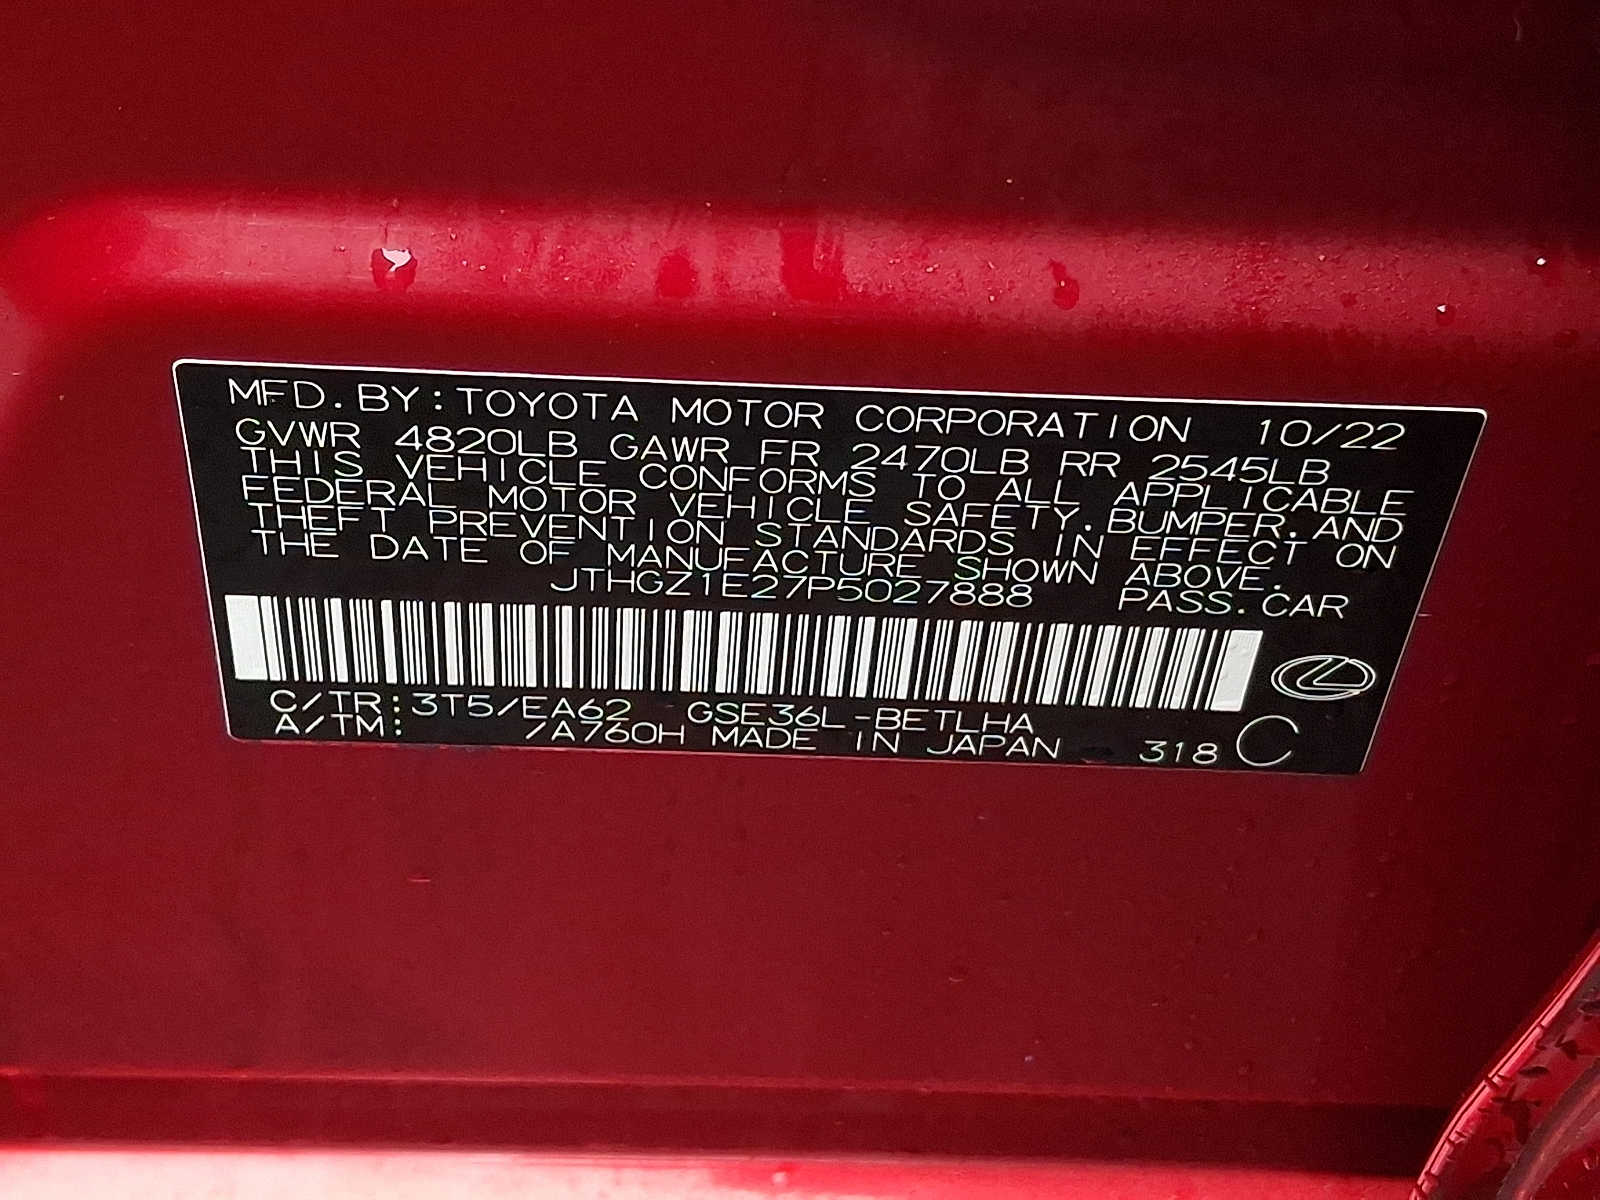 MFD. BY: TOYOTA MOTOR CORPORATION 10/22
GVWR 4820LB GAWR FR 2470LB RR 2545LB
THIS VEHICLE CONFORMS TO ALL APPLICABLE
FEDERAL MOTOR VEHICLE SAFETY. BUMPER. AND
THEFT PREVENTION STANDARDS IN EFFECT ON
THE DATE OF MANUFACTURE SHOWN ABOVE.
JTHGZ1E27P5027888 PASS. CAR
C/TR: 3T5/EA62 GSE36L-BETLHA
A/TM: /A760H MADE IN JAPAN 318 C